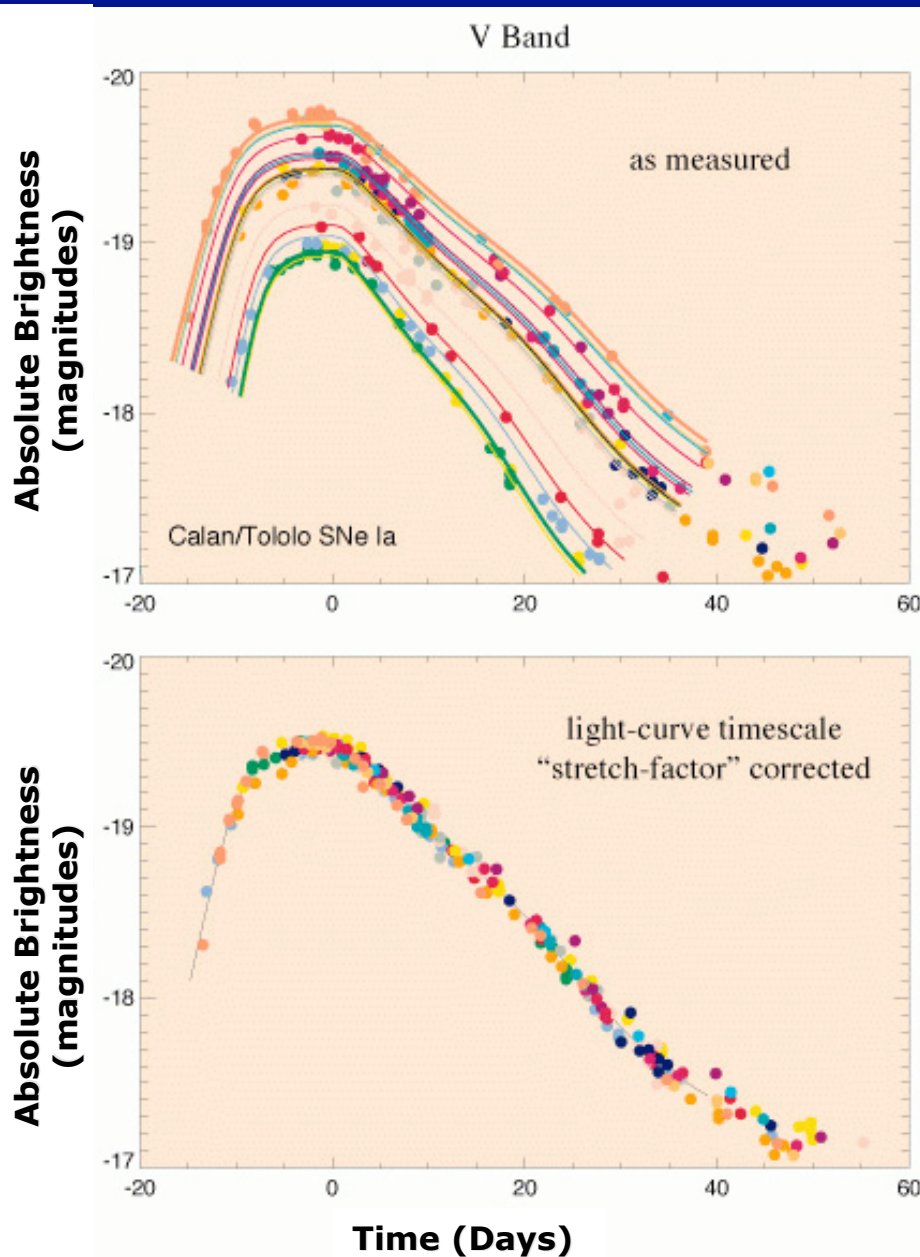 V Band
Absolute Brightness
(magnitudes)
-20
-19
-18
-17
as measured
Calan/Tololo SNe Ia
-20
0
20
40
60
Absolute Brightness
(magnitudes)
-20
-19
-18
-17
light-curve timescale
“stretch-factor” corrected
-20
0
20
40
60
Time (Days)